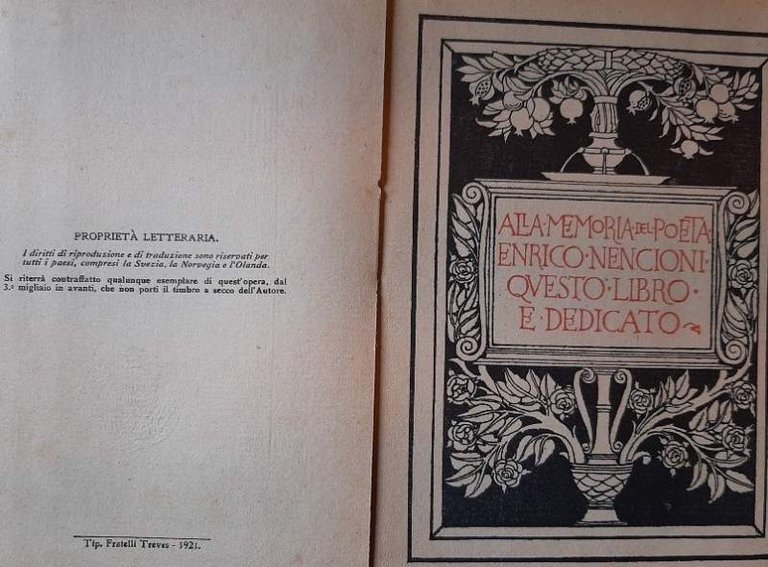 PROPRIETÀ LETTERARIA.
I diritti di riproduzione e di traduzione sono riservati per
tutti i paesi, compresi la Svezia, la Norvegia e l'Olanda.
Si riterrà contraffatto qualunque esemplare di quest'opera, dal
3.º migliaio in avanti, che non porti il timbro a secco dell'Autore.
Tip. Fratelli Treves - 1921.
ALLA·MEMORIA·DEL·POETA
ENRICO·NENCIONI·
QVESTO·LIBRO·
E·DEDICATO